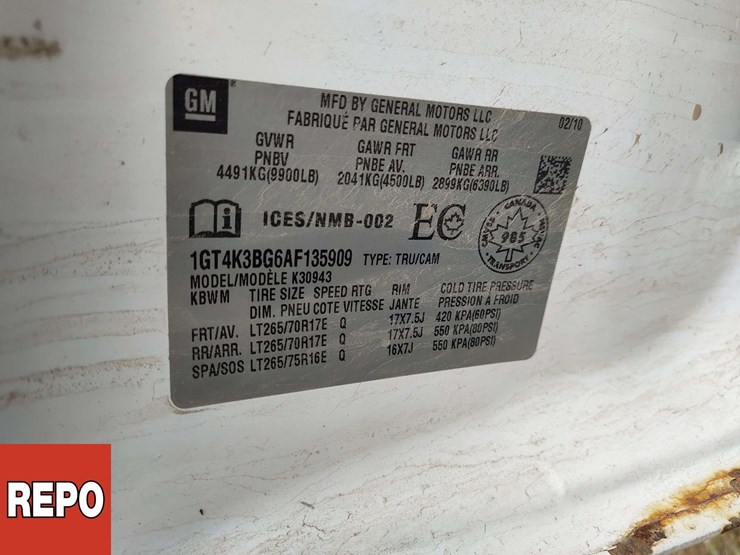 GM
MFD BY GENERAL MOTORS LLC
FABRIQUÉ PAR GENERAL MOTORS LLC
02/10
GVWR GAWR FRT GAWR RR
PNBV PNBE AV. PNBE ARR.
4491KG(9900LB) 2041KG(4500LB) 2899KG(6390LB)
i ICES/NMB-002 EC
CANADA
985
TRANSPORT
1GT4K3BG6AF135909 TYPE: TRU/CAM
MODEL/MODÈLE K30943
KBWM TIRE SIZE SPEED RTG RIM COLD TIRE PRESSURE
DIM. PNEU COTE VITESSE JANTE PRESSION A FROID
FRT/AV. LT265/70R17E Q 17X7.5J 420 KPA(60PSI)
RR/ARR. LT265/70R17E Q 17X7.5J 550 KPA(80PSI)
SPA/SOS LT265/75R16E Q 16X7J 550 KPA(80PSI)
REPO